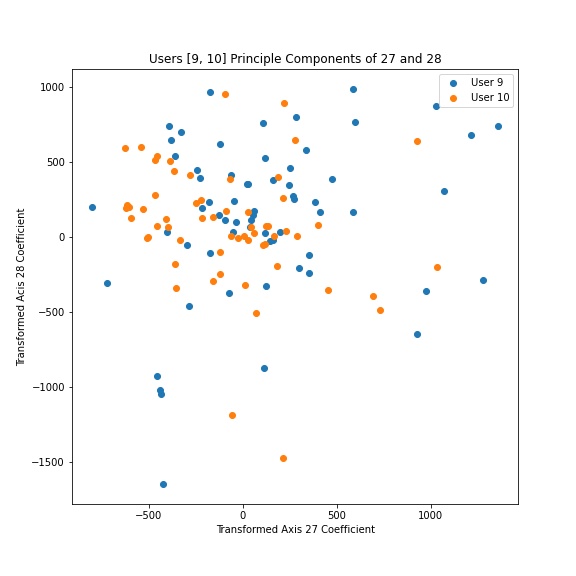 Users [9, 10] Principle Components of 27 and 28
User 9
User 10
1000
500
0
−500
−1000
−1500
Transformed Acis 28 Coefficient
−500
0
500
1000
Transformed Axis 27 Coefficient